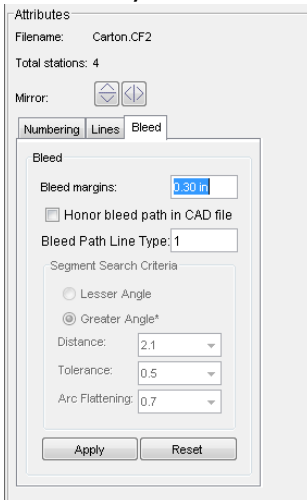 Attributes
Filename: Carton.CF2
Total stations: 4
Mirror:
Numbering Lines Bleed
Bleed
Bleed margins: 0.30 in
Honor bleed path in CAD file
Bleed Path Line Type: 1
Segment Search Criteria
Lesser Angle
Greater Angle*
Distance: 2.1
Tolerance: 0.5
Arc Flattening: 0.7
Apply Reset